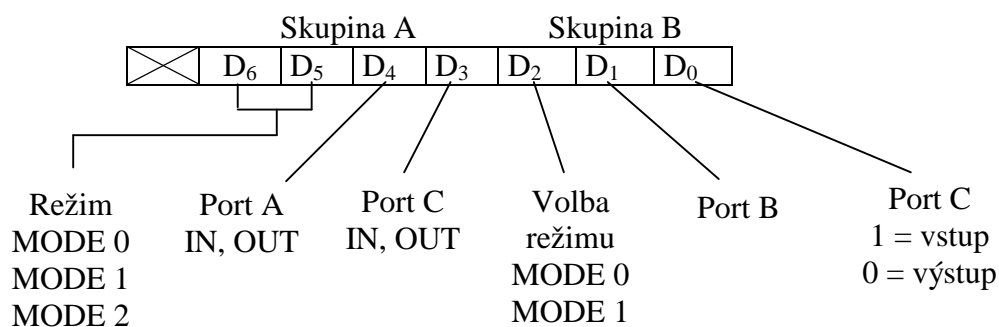 Skupina A Skupina B
D₆ D₅ D₄ D₃ D₂ D₁ D₀
Režim
MODE 0
MODE 1
MODE 2
Port A
IN, OUT
Port C
IN, OUT
Volba
režimu
MODE 0
MODE 1
Port B
Port C
1 = vstup
0 = výstup